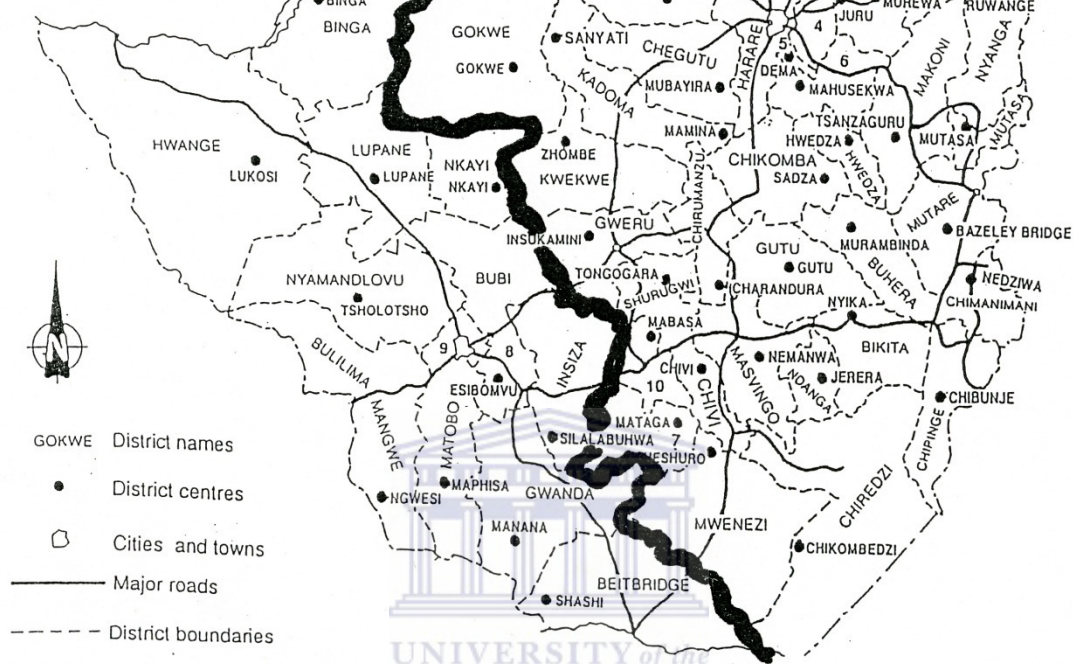 BINGA
BINGA
GOKWE
GOKWE
SANYATI
CHEGUTU
KADOMA
MUBAYIRA
HARARE
4
JURU
MUREWA
RUWANGE
5
6
DEMA
MAHUSEKWA
MAKONI
NYANGA
MUTASA
HWANGE
LUKOSI
LUPANE
LUPANE
NKAYI
NKAYI
ZHOMBE
KWEKWE
MAMINA
TSANZAGURU
HWEDZA
HWEDZA
MUTASA
CHIKOMBA
SADZA
CHIRUMANZU
MUTARE
INSUKAMINI
GWERU
MURAMBINDA
BAZELEY BRIDGE
GUTU
GUTU
BUHERA
NYAMANDLOVU
TSHOLOTSHO
BUBI
TONGOGARA
SHURUGWI
CHARANDURA
NYIKA
NEDZIWA
CHIMANIMANI
MABASA
BULILIMA
9
8
INSIZA
ESIBOMVU
10
CHIVI
CHIVI
MASVINGO
NEMANWA
NDANGA
JERERA
BIKITA
CHIBUNJE
CHIPINGE
MANGWE
MATOBO
MATAGA
7
SILALABUHWA
NGWESI
MAPHISA
GWANDA
MANANA
MWENEZI
CHIREDZI
CHIKOMBEDZI
BEITBRIDGE
SHASHI
N
GOKWE District names
District centres
Cities and towns
Major roads
District boundaries
UNIVERSITY of the